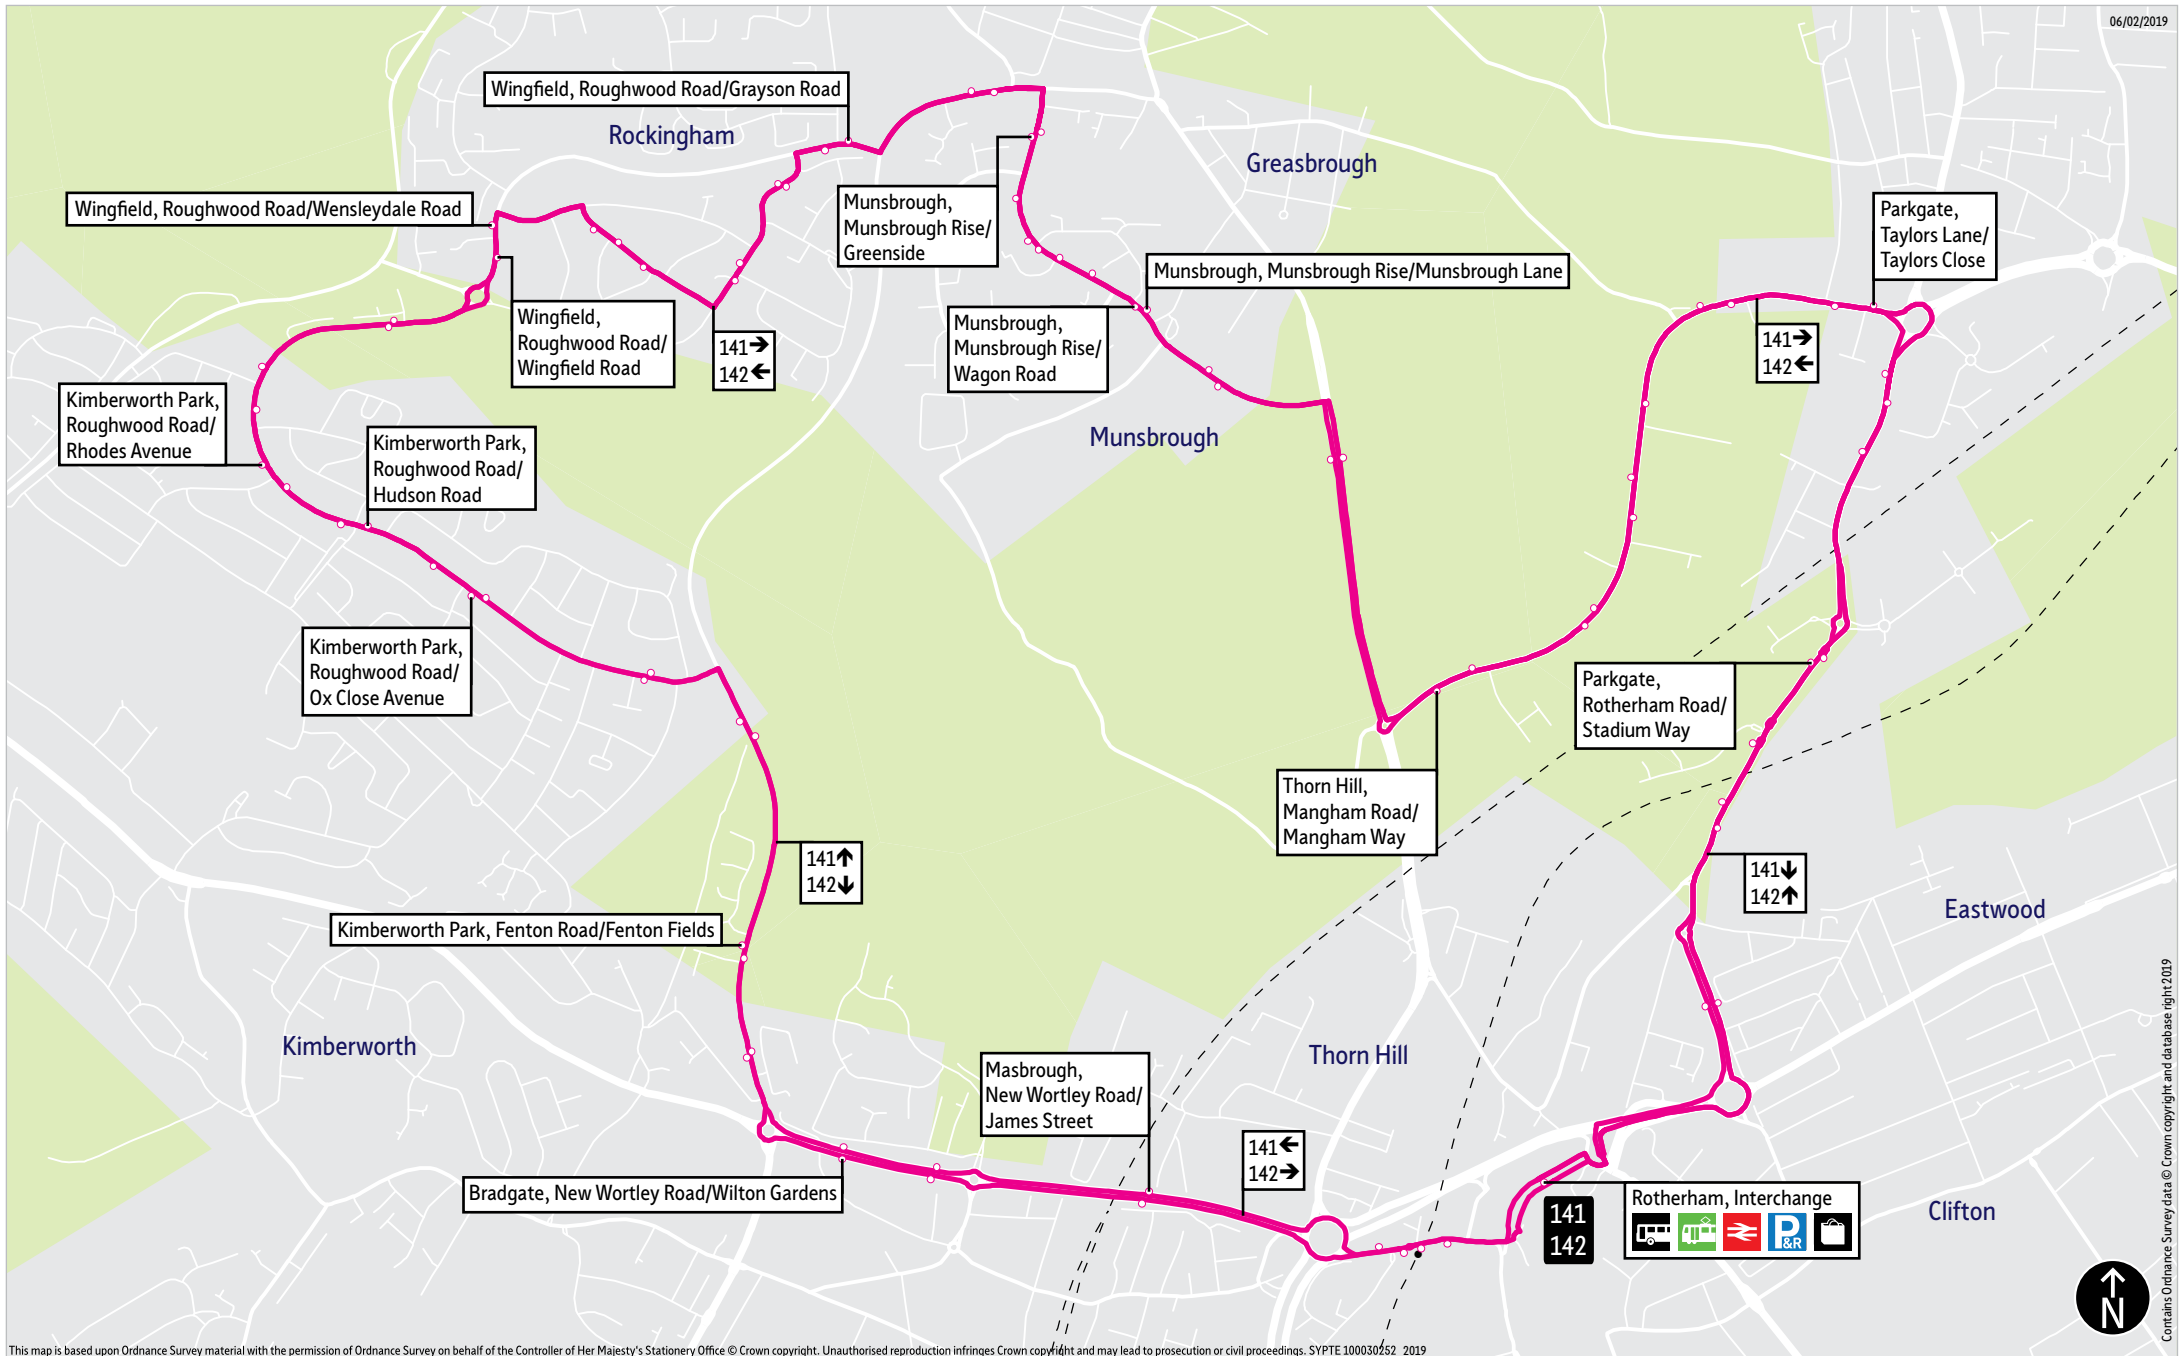 06/02/2019
Wingfield, Roughwood Road/Grayson Road
Rockingham
Greasbrough
Wingfield, Roughwood Road/Wensleydale Road
Munsbrough,
Munsbrough Rise/
Greenside
Parkgate,
Taylors Lane/
Taylors Close
Munsbrough, Munsbrough Rise/Munsbrough Lane
Wingfield,
Roughwood Road/
Wingfield Road
Munsbrough,
Munsbrough Rise/
Wagon Road
141→
142←
141→
142←
Kimberworth Park,
Roughwood Road/
Rhodes Avenue
Kimberworth Park,
Roughwood Road/
Hudson Road
Munsbrough
Kimberworth Park,
Roughwood Road/
Ox Close Avenue
Parkgate,
Rotherham Road/
Stadium Way
Thorn Hill,
Mangham Road/
Mangham Way
141↑
142↓
141↓
142↑
Kimberworth Park, Fenton Road/Fenton Fields
Eastwood
Kimberworth
Thorn Hill
Masbrough,
New Wortley Road/
James Street
141←
142→
Bradgate, New Wortley Road/Wilton Gardens
141
142
Rotherham, Interchange
P
&R
Clifton
N
Contains Ordnance Survey data © Crown copyright and database right 2019
This map is based upon Ordnance Survey material with the permission of Ordnance Survey on behalf of the Controller of Her Majesty's Stationery Office © Crown copyright. Unauthorised reproduction infringes Crown copyright and may lead to prosecution or civil proceedings. SYPTE 100030252 2019